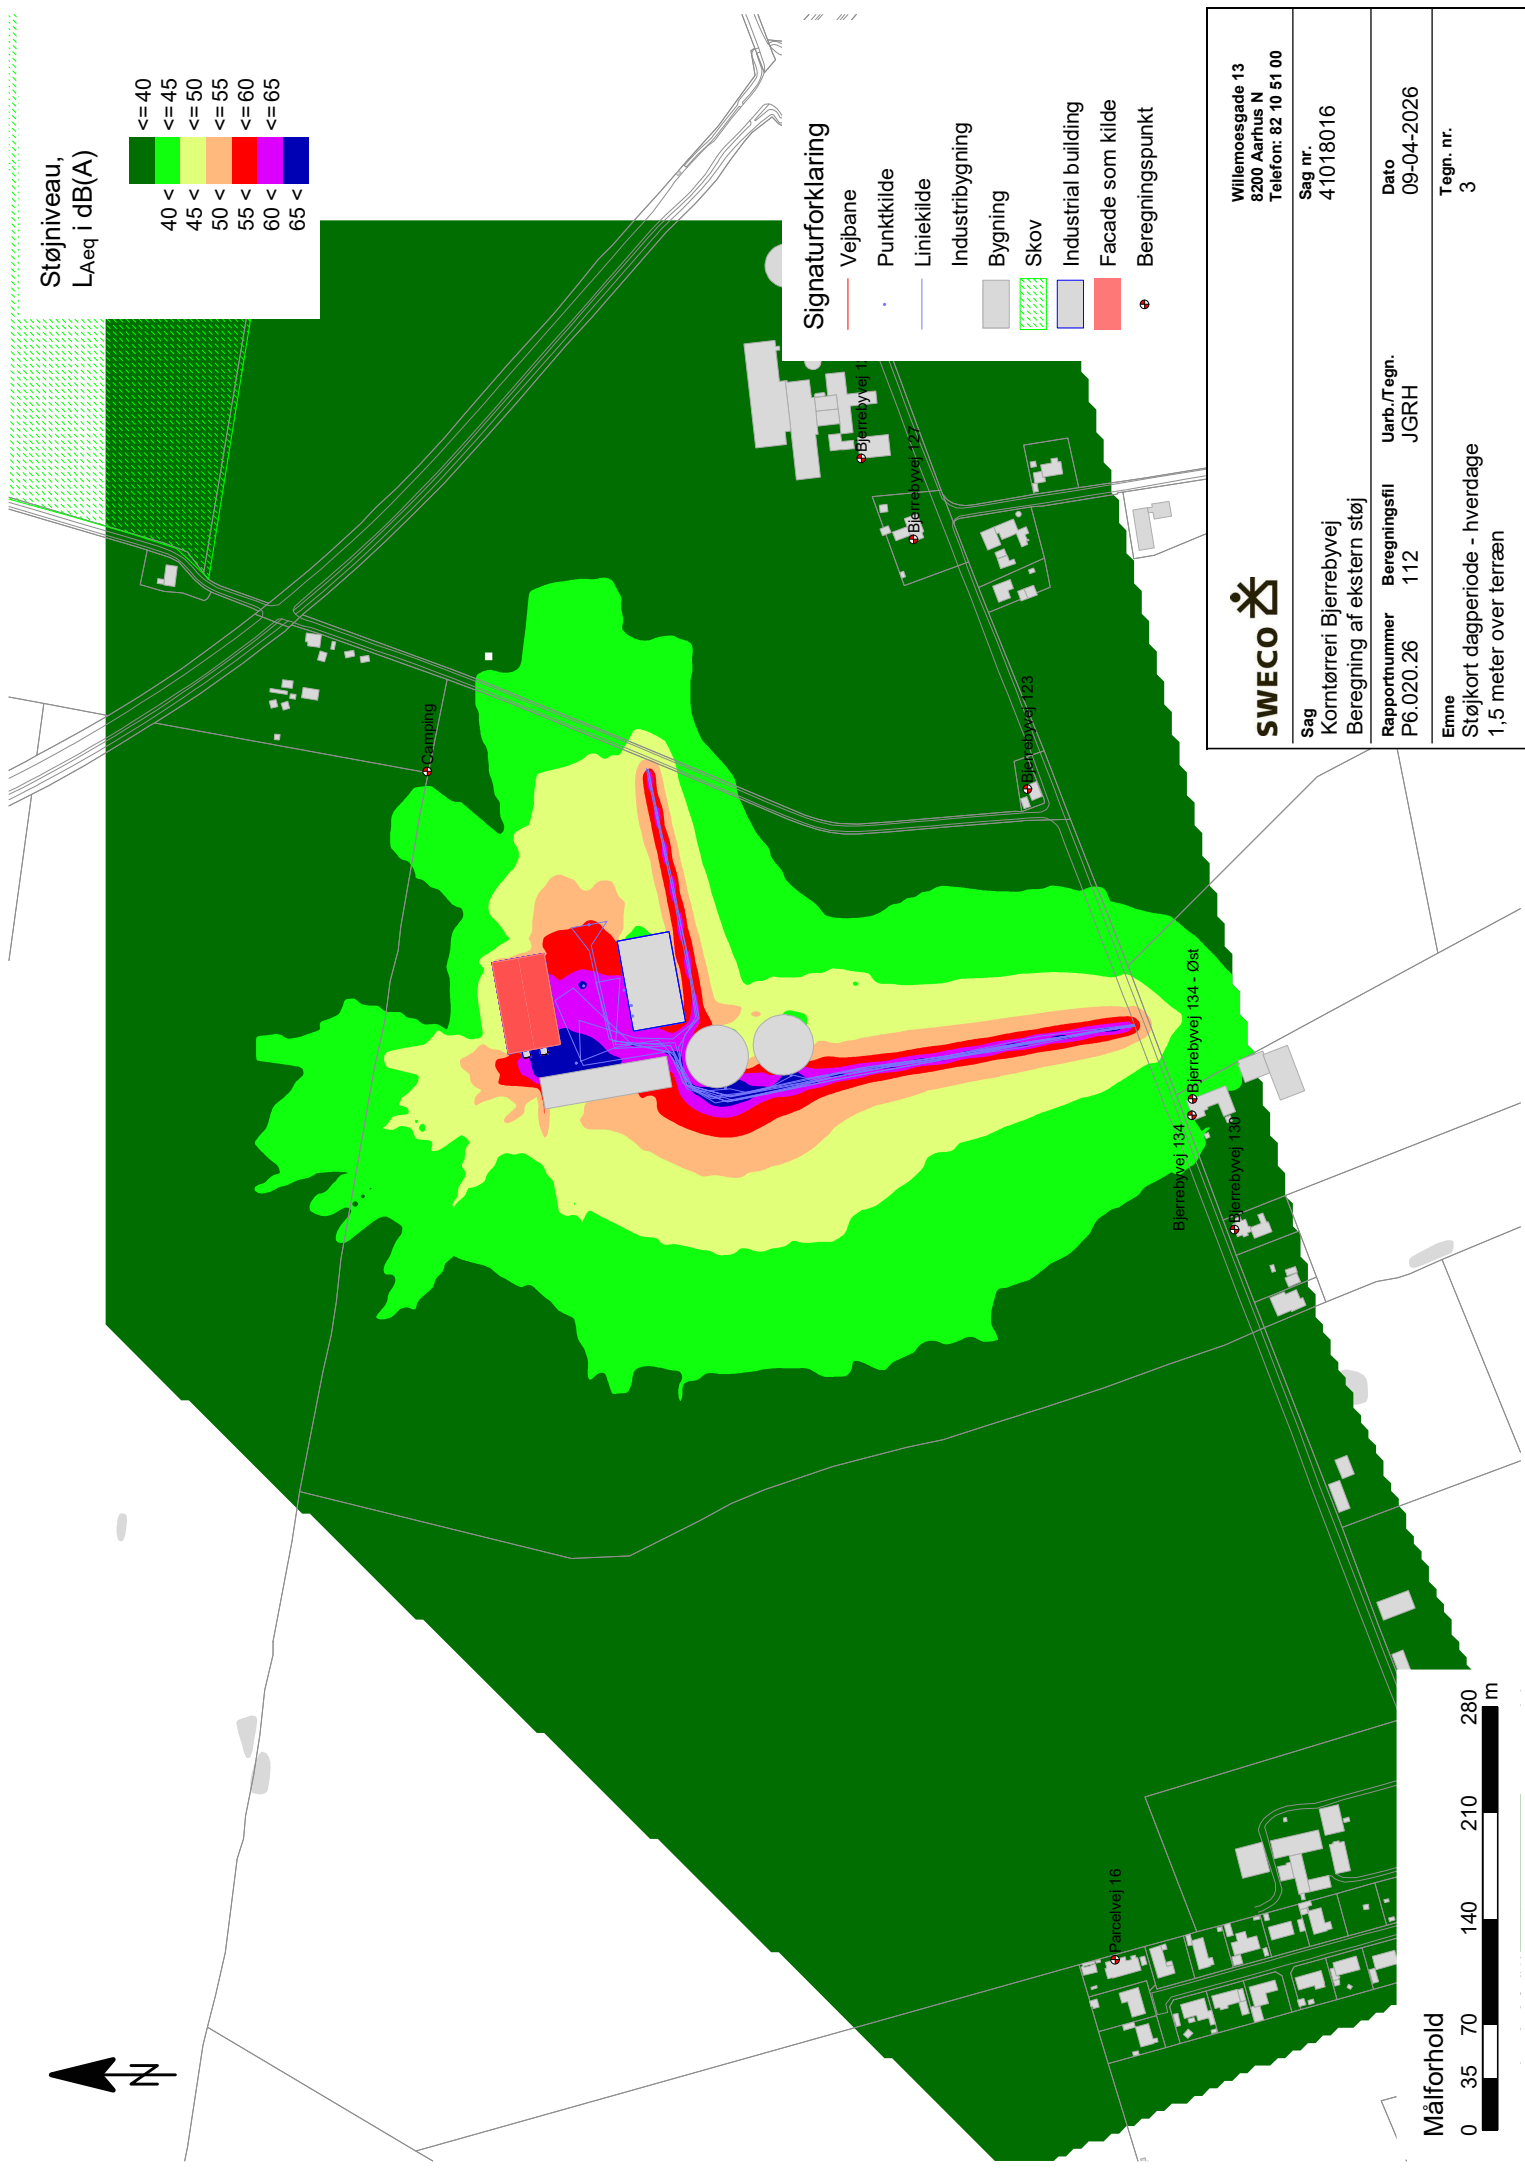 Støjniveau,
LAeq i dB(A)
<= 40
40 < <= 45
45 < <= 50
50 < <= 55
55 < <= 60
60 < <= 65
65 <
Signaturforklaring
Vejbane
Punktkilde
Liniekilde
Industribygning
Bygning
Skov
Industrial building
Facade som kilde
Beregningspunkt
Camping
Bjerrebyvej
Bjerrebyvej 127
Bjerrebyvej 123
Bjerrebyvej 134 - Øst
Bjerrebyvej 134
Bjerrebyvej 130
Parcelvej 16
N
Målforhold
0 35 70 140 210 280
m
SWECO
Willemoesgade 13
8200 Aarhus N
Telefon: 82 10 51 00
Sag
Korntørreri Bjerrebyvej
Beregning af ekstern støj
Sag nr.
41018016
Rapportnummer Beregningsfil Uarb./Tegn. Dato
P6.020.26 112 JGRH 09-04-2026
Emne
Støjkort dagperiode - hverdage
1,5 meter over terræn
Tegn. nr.
3